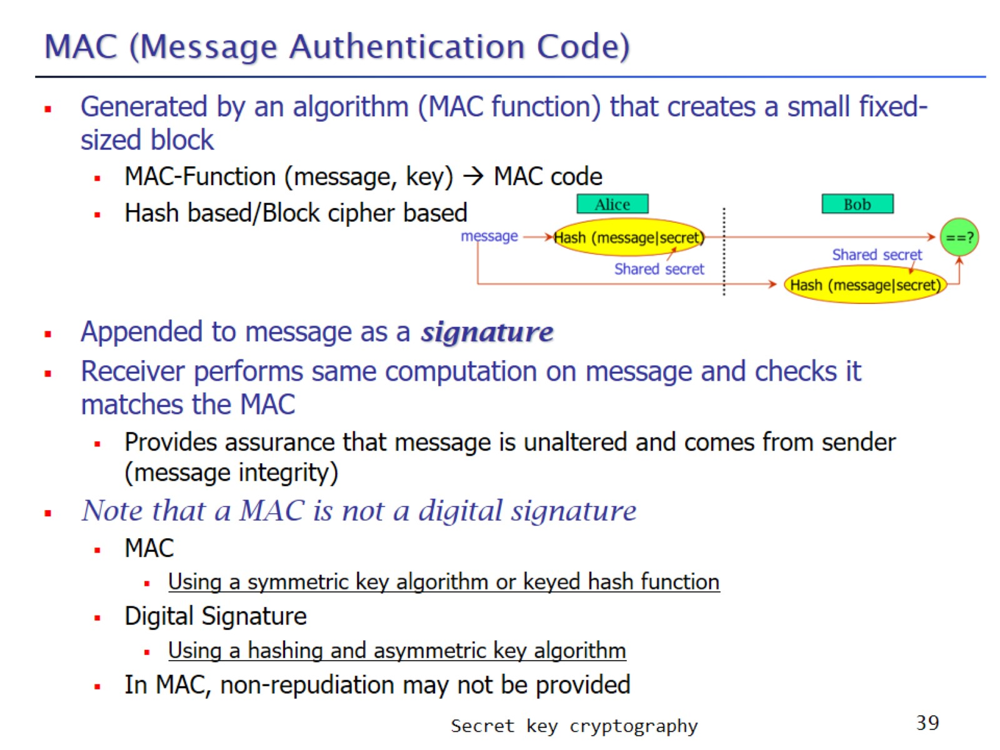 MAC (Message Authentication Code)
Generated by an algorithm (MAC function) that creates a small fixed-
sized block
MAC-Function (message, key) → MAC code
Hash based/Block cipher based
Alice
Bob
message
Hash (message|secret)
==?
Shared secret
Shared secret
Hash (message|secret)
Appended to message as a signature
Receiver performs same computation on message and checks it
matches the MAC
Provides assurance that message is unaltered and comes from sender
(message integrity)
Note that a MAC is not a digital signature
MAC
Using a symmetric key algorithm or keyed hash function
Digital Signature
Using a hashing and asymmetric key algorithm
In MAC, non-repudiation may not be provided
Secret key cryptography
39